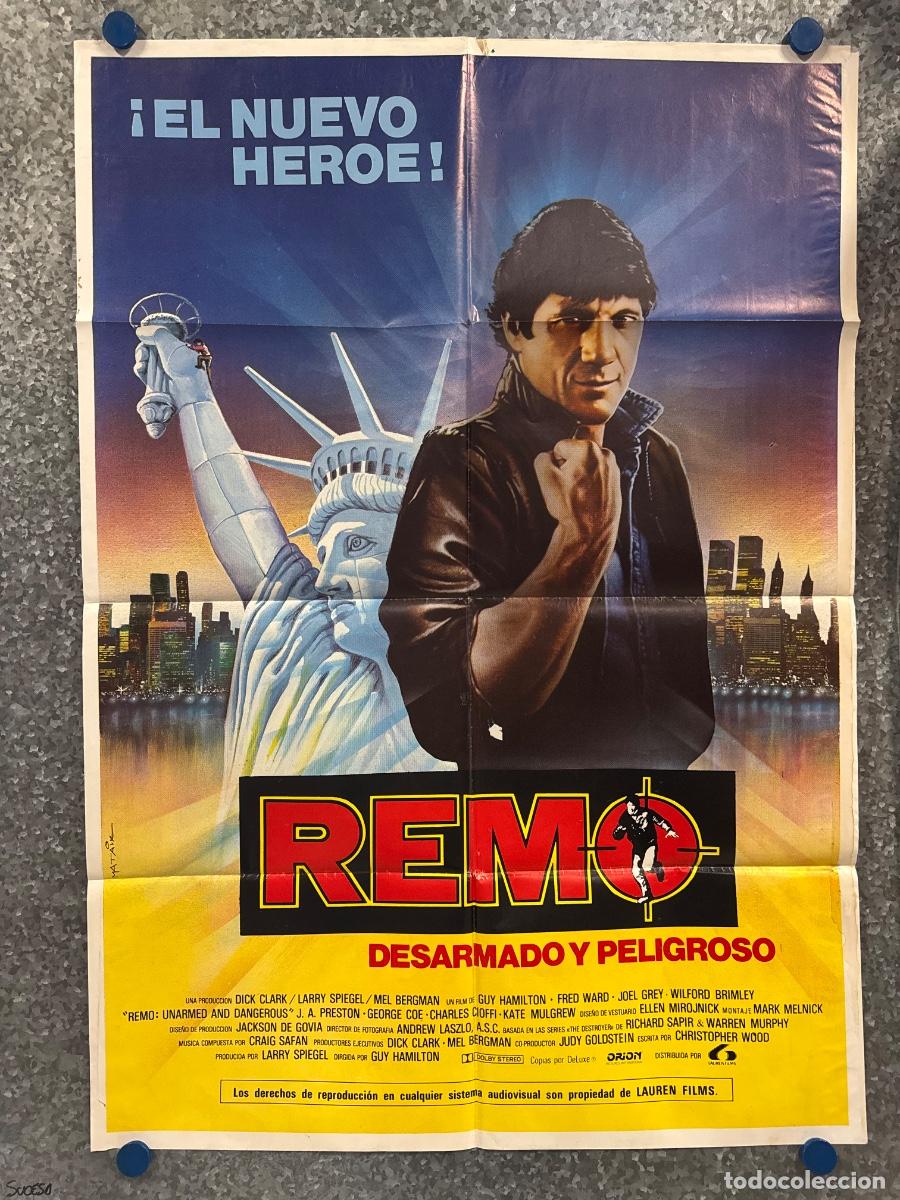 ¡EL NUEVO
HEROE!
MATAIX
REMO
DESARMADO Y PELIGROSO
UNA PRODUCCION DICK CLARK / LARRY SPIEGEL / MEL BERGMAN UN FILM DE GUY HAMILTON · FRED WARD · JOEL GREY · WILFORD BRIMLEY
"REMO: UNARMED AND DANGEROUS" J. A. PRESTON · GEORGE COE · CHARLES CIOFFI · KATE MULGREW DISEÑO DE VESTUARIO ELLEN MIROJNICK MONTAJE MARK MELNICK
DISEÑO DE PRODUCCION JACKSON DE GOVIA DIRECTOR DE FOTOGRAFIA ANDREW LASZLO, A.S.C. BASADA EN LAS SERIES «THE DESTROYER» DE RICHARD SAPIR & WARREN MURPHY
MUSICA COMPUESTA POR CRAIG SAFAN PRODUCTORES EJECUTIVOS DICK CLARK · MEL BERGMAN CO-PRODUCTOR JUDY GOLDSTEIN ESCRITA POR CHRISTOPHER WOOD
PRODUCIDA POR LARRY SPIEGEL DIRIGIDA POR GUY HAMILTON DOLBY STEREO Copias por DeLuxe ® ORION DISTRIBUIDA POR LAUREN FILMS
Los derechos de reproducción en cualquier sistema audiovisual son propiedad de LAUREN FILMS.
SUCESO
todocoleccion